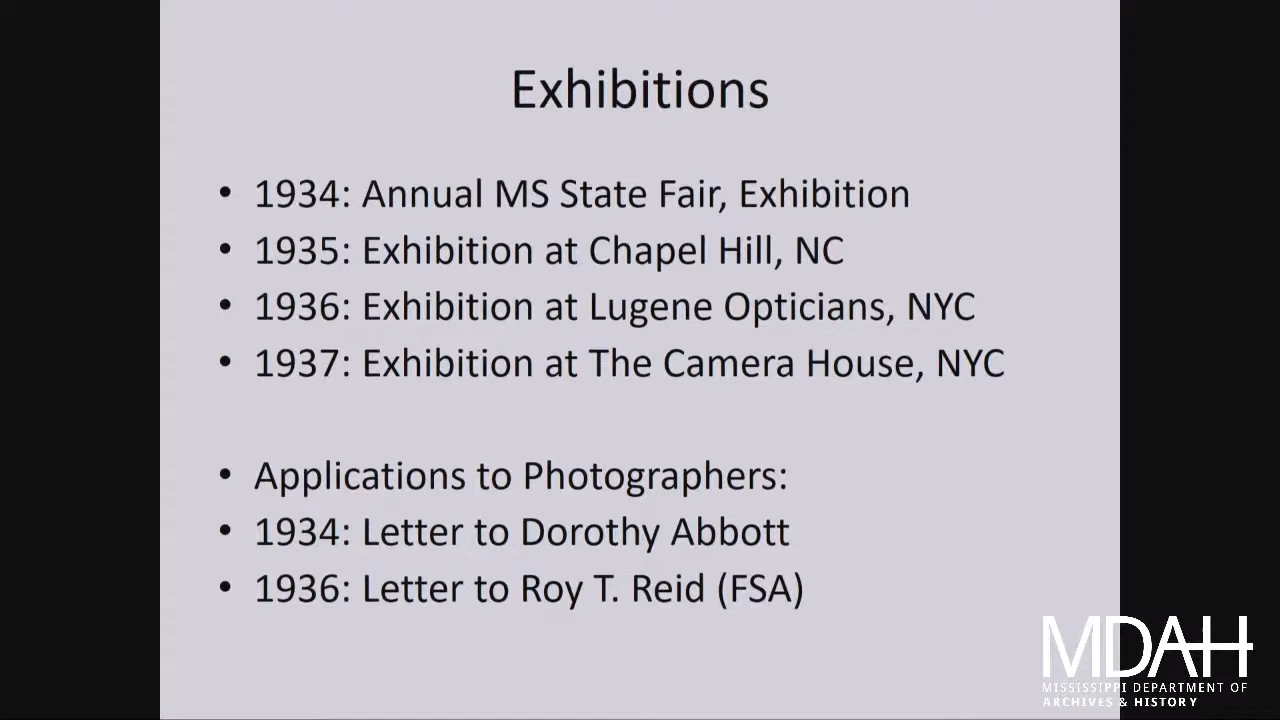 Exhibitions
• 1934: Annual MS State Fair, Exhibition
• 1935: Exhibition at Chapel Hill, NC
• 1936: Exhibition at Lugene Opticians, NYC
• 1937: Exhibition at The Camera House, NYC
• Applications to Photographers:
• 1934: Letter to Dorothy Abbott
• 1936: Letter to Roy T. Reid (FSA)
MDAH
MISSISSIPPI DEPARTMENT OF
ARCHIVES & HISTORY